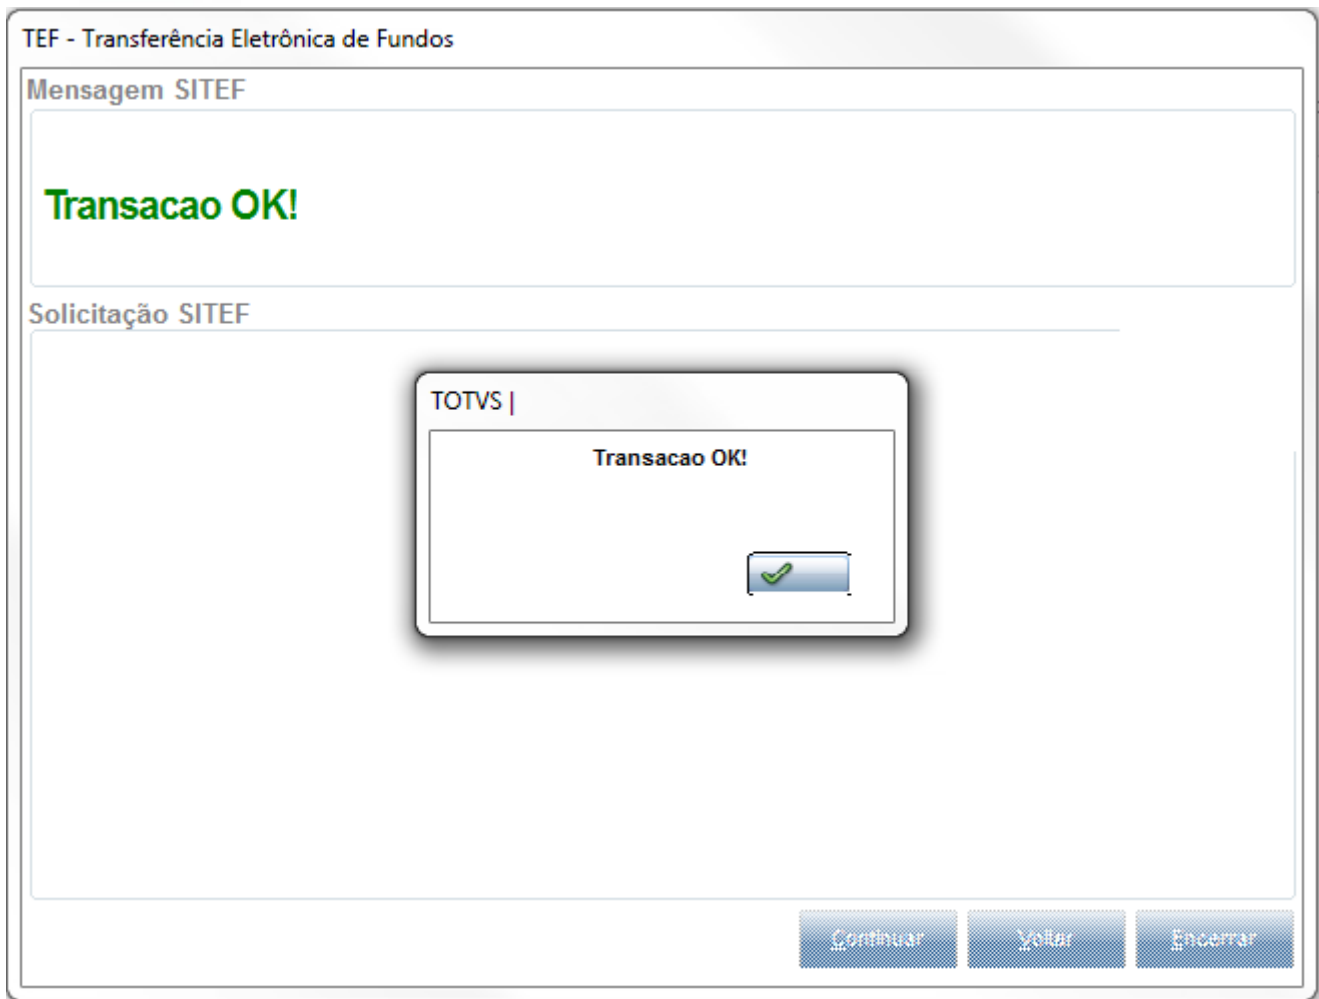 TEF - Transferência Eletrônica de Fundos
Mensagem SITEF
Transacao OK!
Solicitação SITEF
TOTVS |
Transacao OK!
Continuar Voltar Encerrar